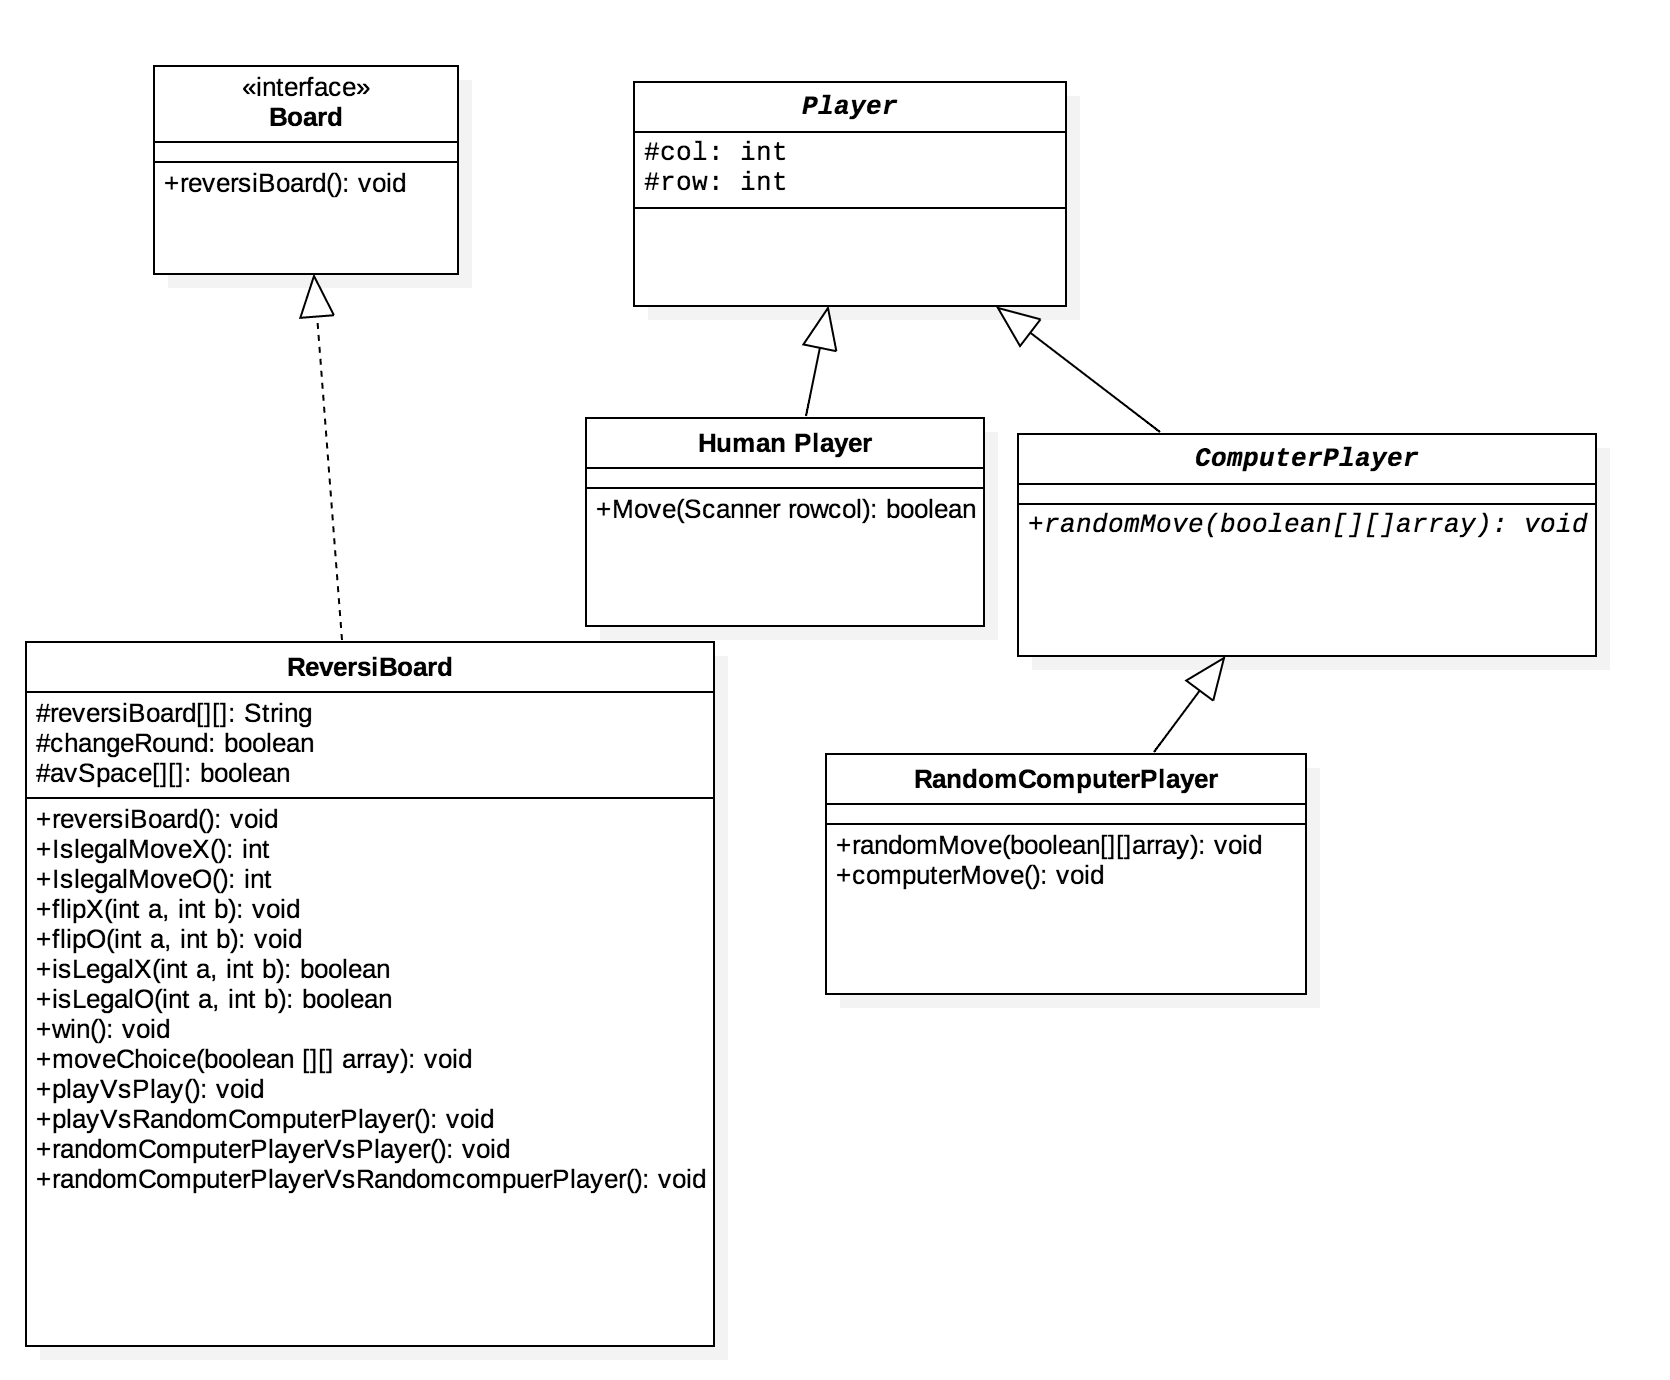 «interface»
Board
+reversiBoard(): void
Player
#col: int
#row: int
Human Player
+Move(Scanner rowcol): boolean
ComputerPlayer
+randomMove(boolean[][]array): void
ReversiBoard
#reversiBoard[][]: String
#changeRound: boolean
#avSpace[][]: boolean
+reversiBoard(): void
+IslegalMoveX(): int
+IslegalMoveO(): int
+flipX(int a, int b): void
+flipO(int a, int b): void
+isLegalX(int a, int b): boolean
+isLegalO(int a, int b): boolean
+win(): void
+moveChoice(boolean [][] array): void
+playVsPlay(): void
+playVsRandomComputerPlayer(): void
+randomComputerPlayerVsPlayer(): void
+randomComputerPlayerVsRandomcompuerPlayer(): void
RandomComputerPlayer
+randomMove(boolean[][]array): void
+computerMove(): void